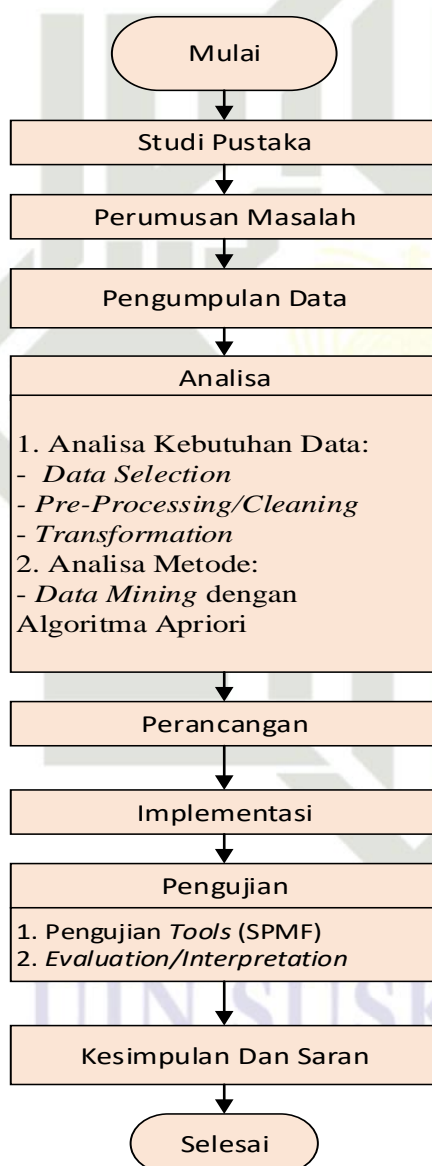 Mulai
Studi Pustaka
Perumusan Masalah
Pengumpulan Data
Analisa
1. Analisa Kebutuhan Data:
- Data Selection
- Pre-Processing/Cleaning
- Transformation
2. Analisa Metode:
- Data Mining dengan
Algoritma Apriori
Perancangan
Implementasi
Pengujian
1. Pengujian Tools (SPMF)
2. Evaluation/Interpretation
UIN SUSK
Kesimpulan Dan Saran
Selesai